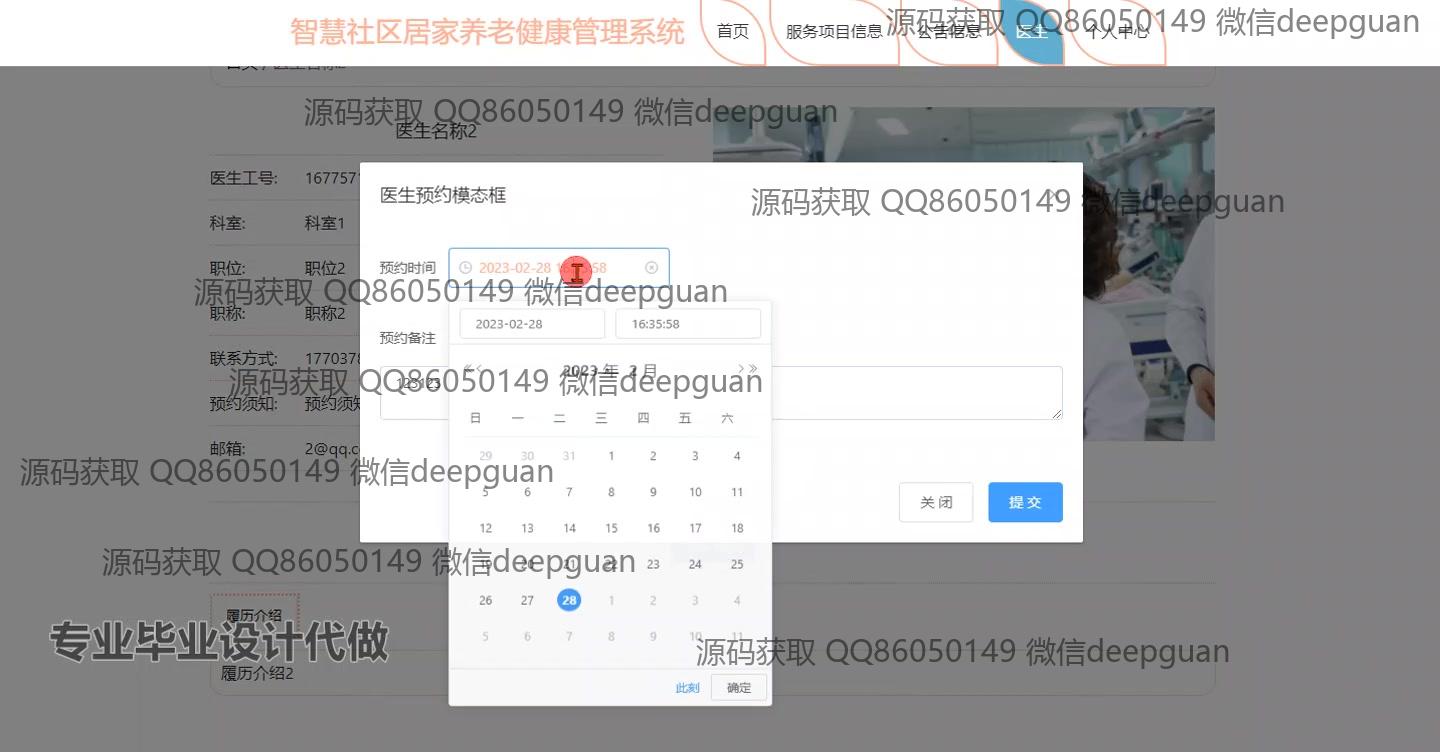 智慧社区居家养老健康管理系统
首页
服务项目信息
公告信息
医生
个人中心
源码获取 QQ86050149 微信deepguan
源码获取 QQ86050149 微信deepguan
医生名称2
医生工号: 167757
医生预约模态框
源码获取 QQ86050149 微信deepguan
科室: 科室1
职位: 职位2
预约时间 2023-02-28 16:35:58
源码获取 QQ86050149 微信deepguan
职称: 职称2
2023-02-28 16:35:58
预约备注
联系方式: 177037
2023 年 2 月
123123
源码获取 QQ86050149 微信deepguan
预约须知: 预约须知
日 一 二 三 四 五 六
邮箱: 2@qq.c
29 30 31 1 2 3 4
源码获取 QQ86050149 微信deepguan
5 6 7 8 9 10 11
关闭 提交
12 13 14 15 16 17 18
源码获取 QQ86050149 微信deepguan
19 20 21 22 23 24 25
26 27 28 1 2 3 4
履历介绍
专业毕业设计代做
5 6 7 8 9 10 11
源码获取 QQ86050149 微信deepguan
履历介绍2
此刻 确定